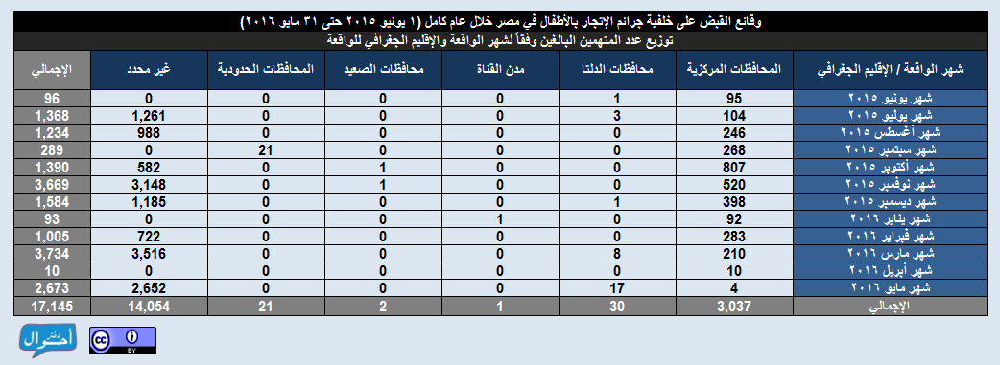 وقائع القبض على خلفية جرائم الإتجار بالأطفال في مصر خلال عام كامل (١ يونيو ٢٠١٥ حتى ٣١ مايو ٢٠١٦)
توزيع عدد المتهمين البالغين وفقاً لشهر الواقعة والإقليم الجغرافي للواقعة
شهر الواقعة / الإقليم الجغرافي المحافظات المركزية محافظات الدلتا مدن القناة محافظات الصعيد المحافظات الحدودية غير محدد الإجمالي
شهر يونيو ٢٠١٥ 95 1 0 0 0 0 96
شهر يوليو ٢٠١٥ 104 3 0 0 0 1,261 1,368
شهر أغسطس ٢٠١٥ 246 0 0 0 0 988 1,234
شهر سبتمبر ٢٠١٥ 268 0 0 0 21 0 289
شهر أكتوبر ٢٠١٥ 807 0 0 1 0 582 1,390
شهر نوفمبر ٢٠١٥ 520 0 0 1 0 3,148 3,669
شهر ديسمبر ٢٠١٥ 398 1 0 0 0 1,185 1,584
شهر يناير ٢٠١٦ 92 0 1 0 0 0 93
شهر فبراير ٢٠١٦ 283 0 0 0 0 722 1,005
شهر مارس ٢٠١٦ 210 8 0 0 0 3,516 3,734
شهر أبريل ٢٠١٦ 10 0 0 0 0 0 10
شهر مايو ٢٠١٦ 4 17 0 0 0 2,652 2,673
الإجمالي 3,037 30 1 2 21 14,054 17,145
cc BY